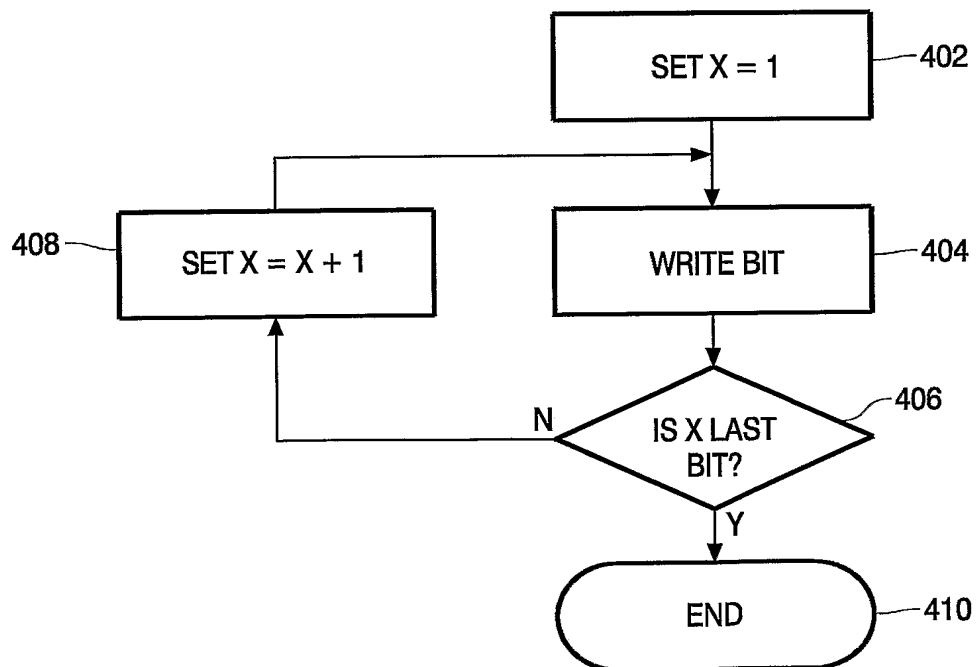 SET X = 1
402
408
SET X = X + 1
WRITE BIT
404
N
IS X LAST
BIT?
406
Y
END
410